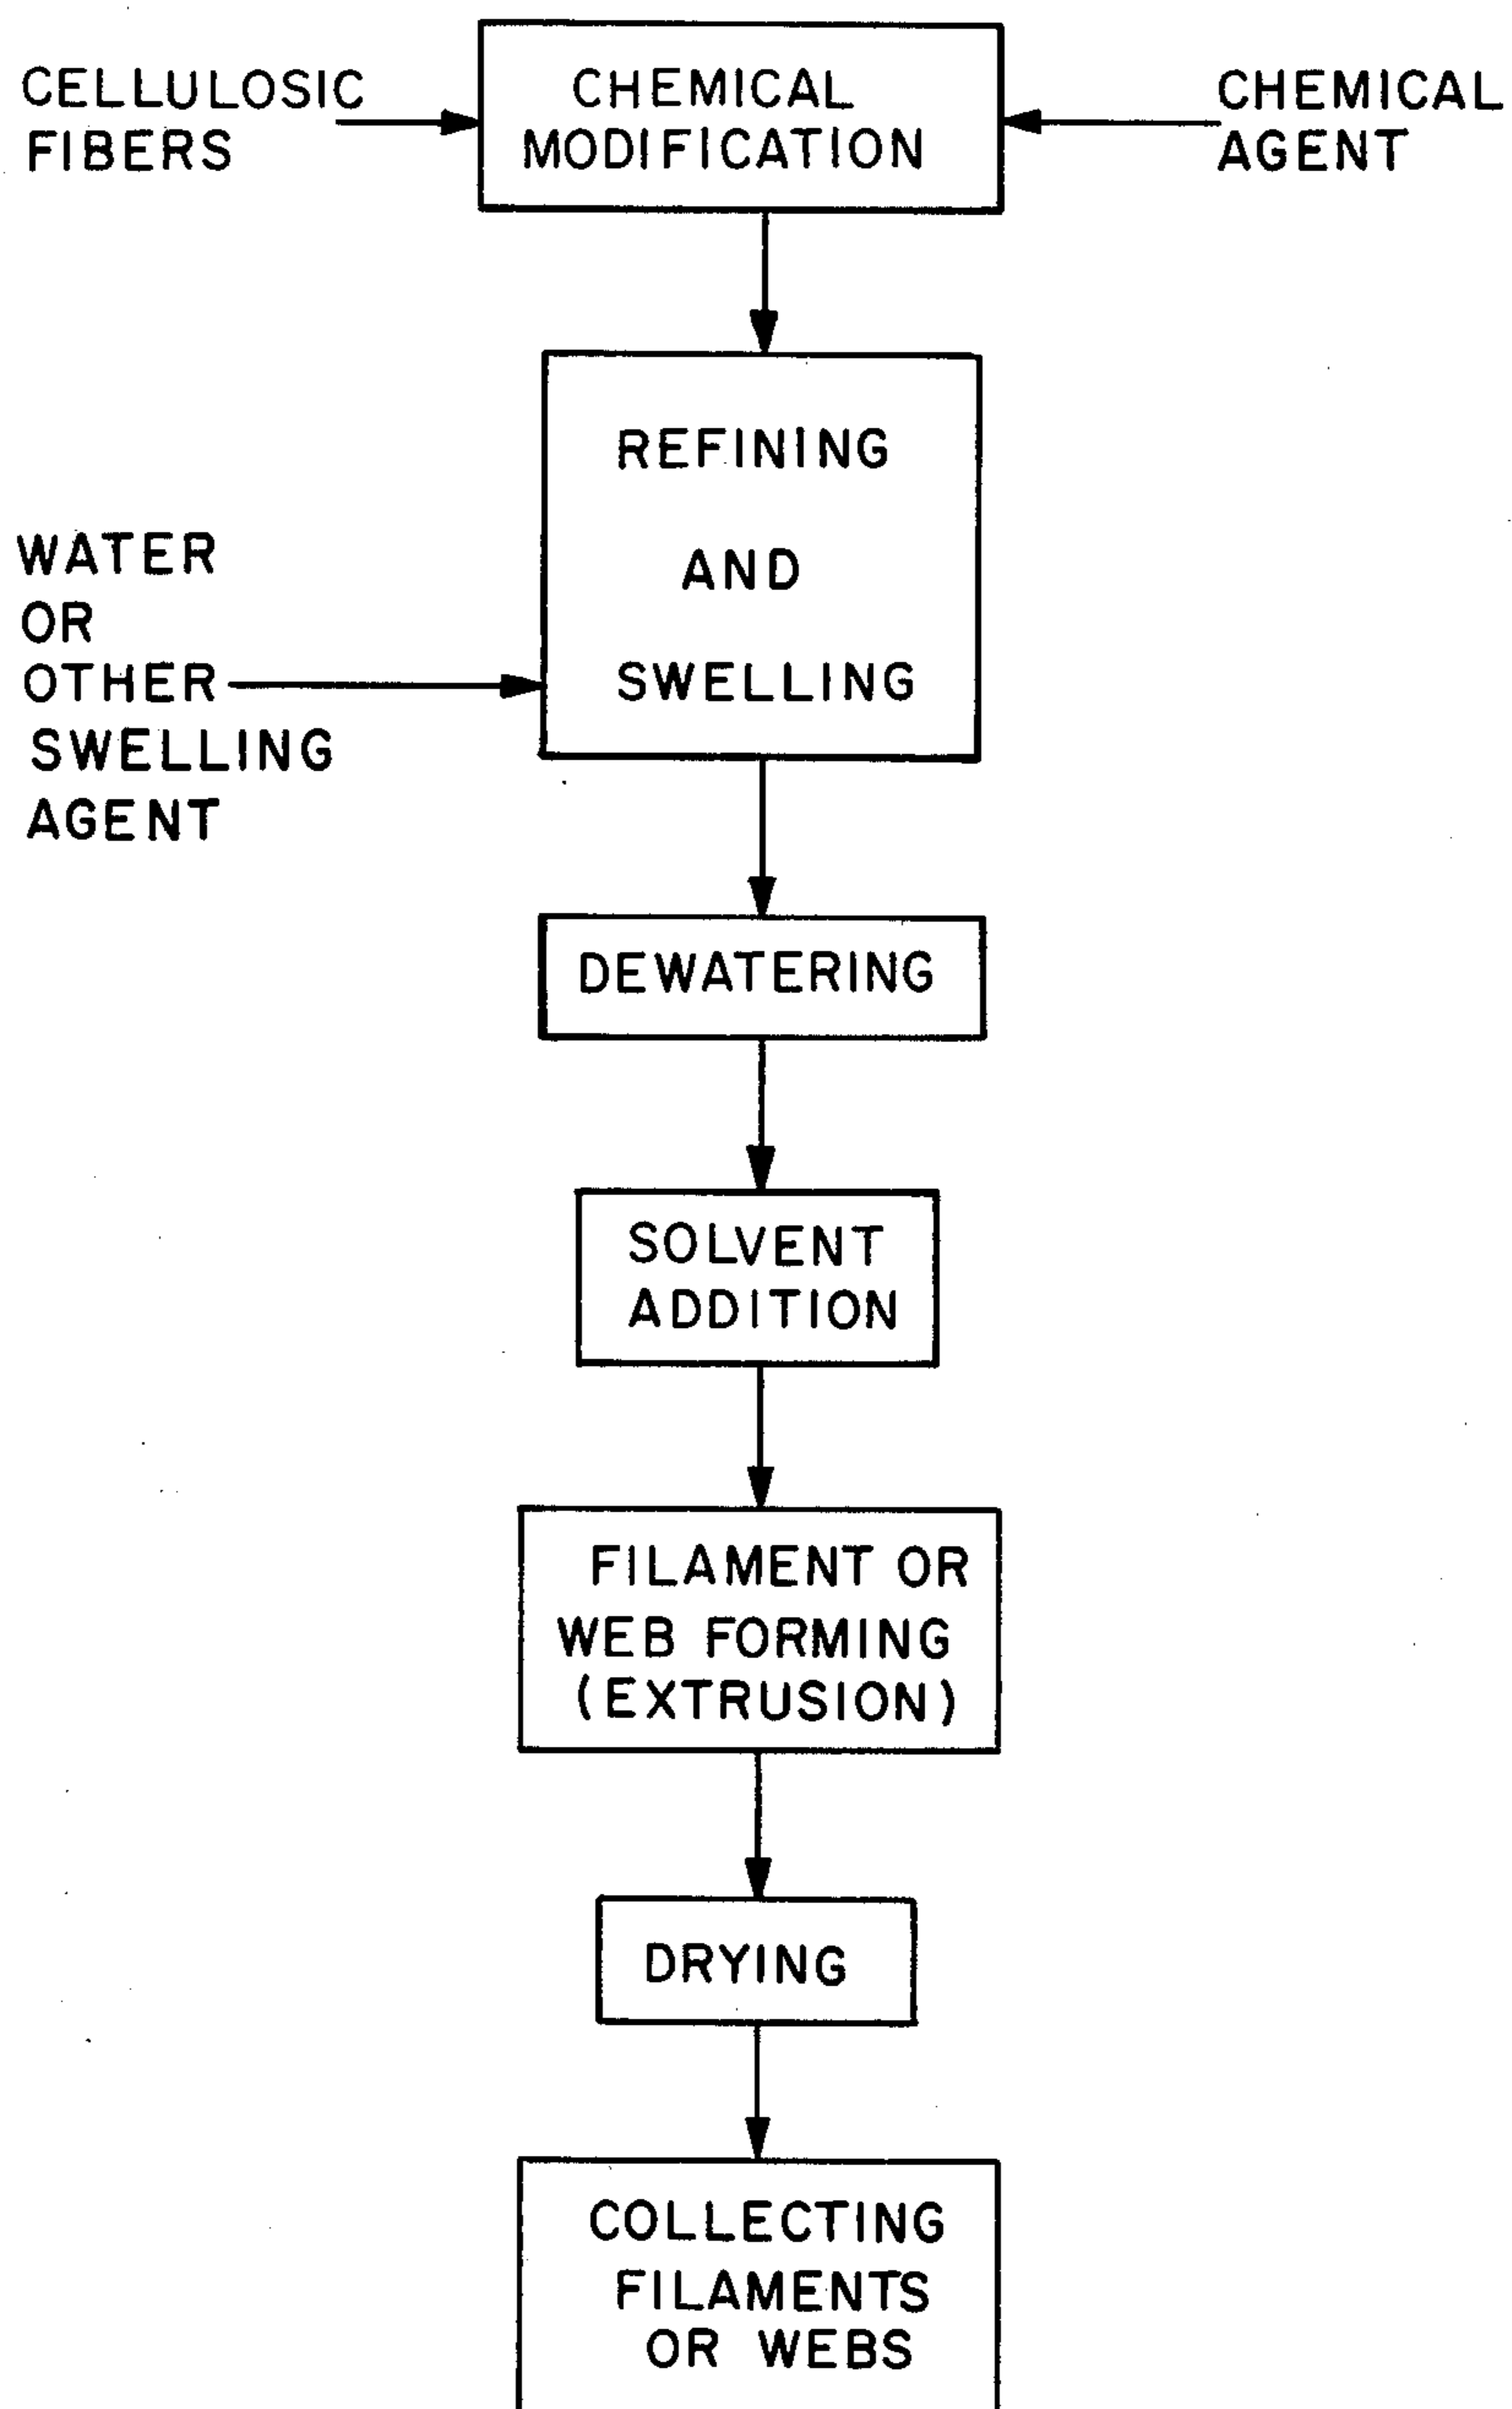 CELLULOSIC
FIBERS
CHEMICAL
MODIFICATION
CHEMICAL
AGENT
REFINING
AND
SWELLING
WATER
OR
OTHER
SWELLING
AGENT
DEWATERING
SOLVENT
ADDITION
FILAMENT OR
WEB FORMING
(EXTRUSION)
DRYING
COLLECTING
FILAMENTS
OR WEBS